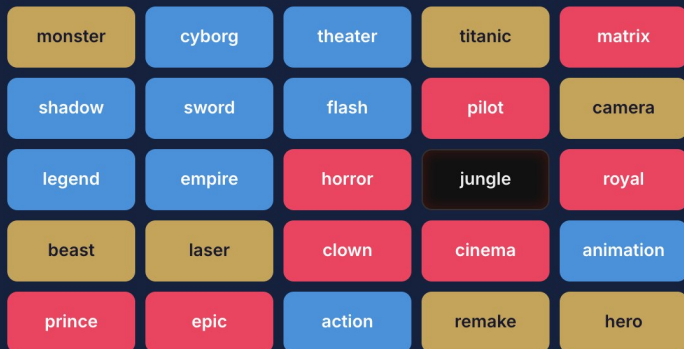 monster cyborg theater titanic matrix
shadow sword flash pilot camera
legend empire horror jungle royal
beast laser clown cinema animation
prince epic action remake hero